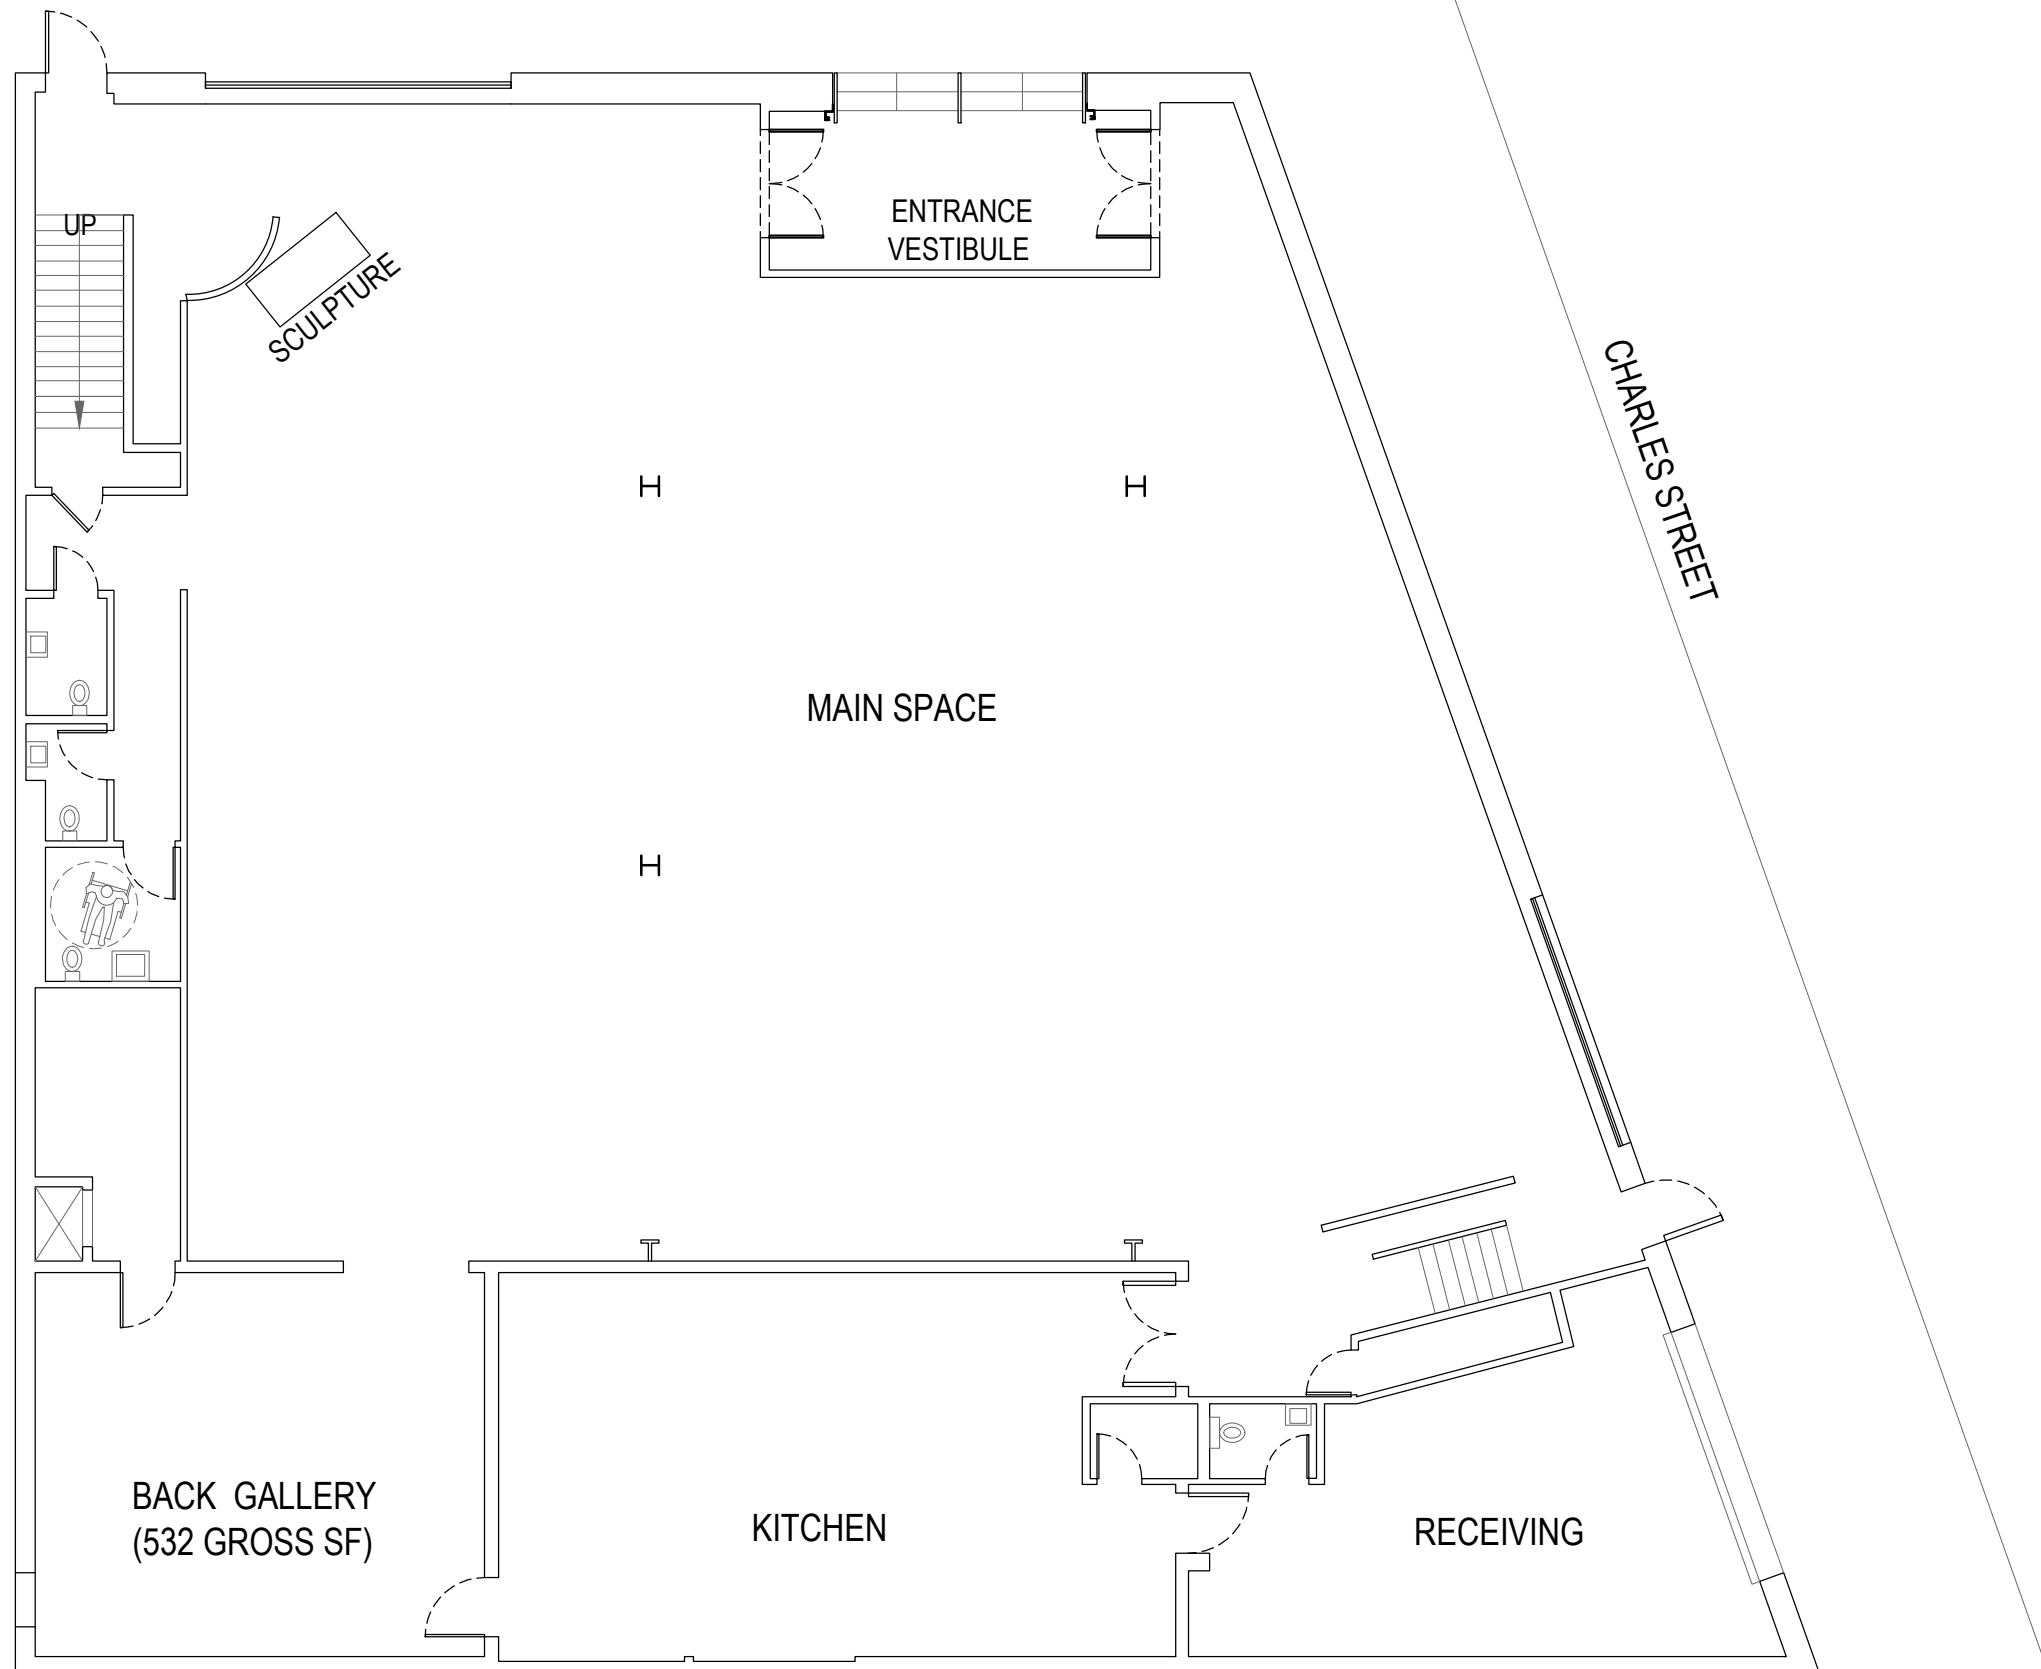 ENTRANCE
VESTIBULE
UP
SCULPTURE
CHARLES STREET
MAIN SPACE
BACK GALLERY
(532 GROSS SF)
KITCHEN
RECEIVING